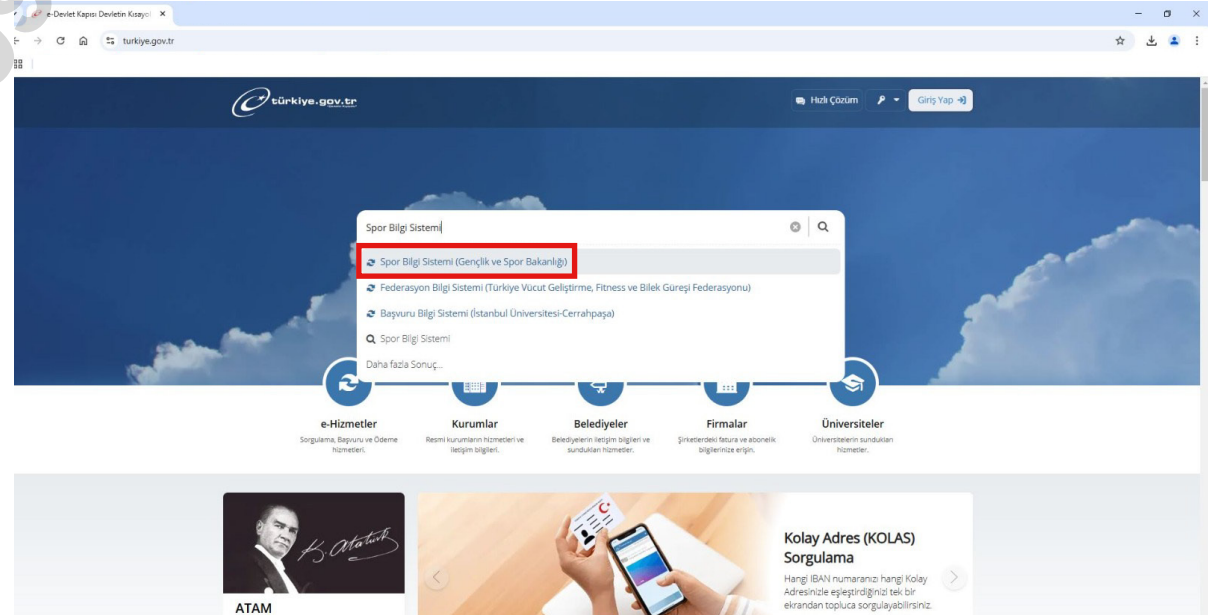 e-Devlet Kapısı Devletin Kısayol
turkiye.gov.tr
türkiye.gov.tr
Hızlı Çözüm
Giriş Yap
Spor Bilgi Sistemi
Spor Bilgi Sistemi (Gençlik ve Spor Bakanlığı)
Federasyon Bilgi Sistemi (Türkiye Vücut Geliştirme, Fitness ve Bilek Güreşi Federasyonu)
Başvuru Bilgi Sistemi (İstanbul Üniversitesi-Cerrahpaşa)
Spor Bilgi Sistemi
Daha fazla Sonuç...
e-Hizmetler
Sorgulama, Başvuru ve Ödeme
hizmetleri.
Kurumlar
Resmi kurumların hizmetleri ve
iletişim bilgileri.
Belediyeler
Belediyelerin iletişim bilgileri ve
sundukları hizmetler.
Firmalar
Şirketlerdeki fatura ve abonelik
bilgilerinize erişin.
Üniversiteler
Üniversitelerin sundukları
hizmetler.
K. Atatürk
ATAM
Kolay Adres (KOLAS)
Sorgulama
Hangi IBAN numaranızı hangi Kolay
Adresinizle eşleştirdiğinizi tek bir
ekrandan topluca sorgulayabilirsiniz.